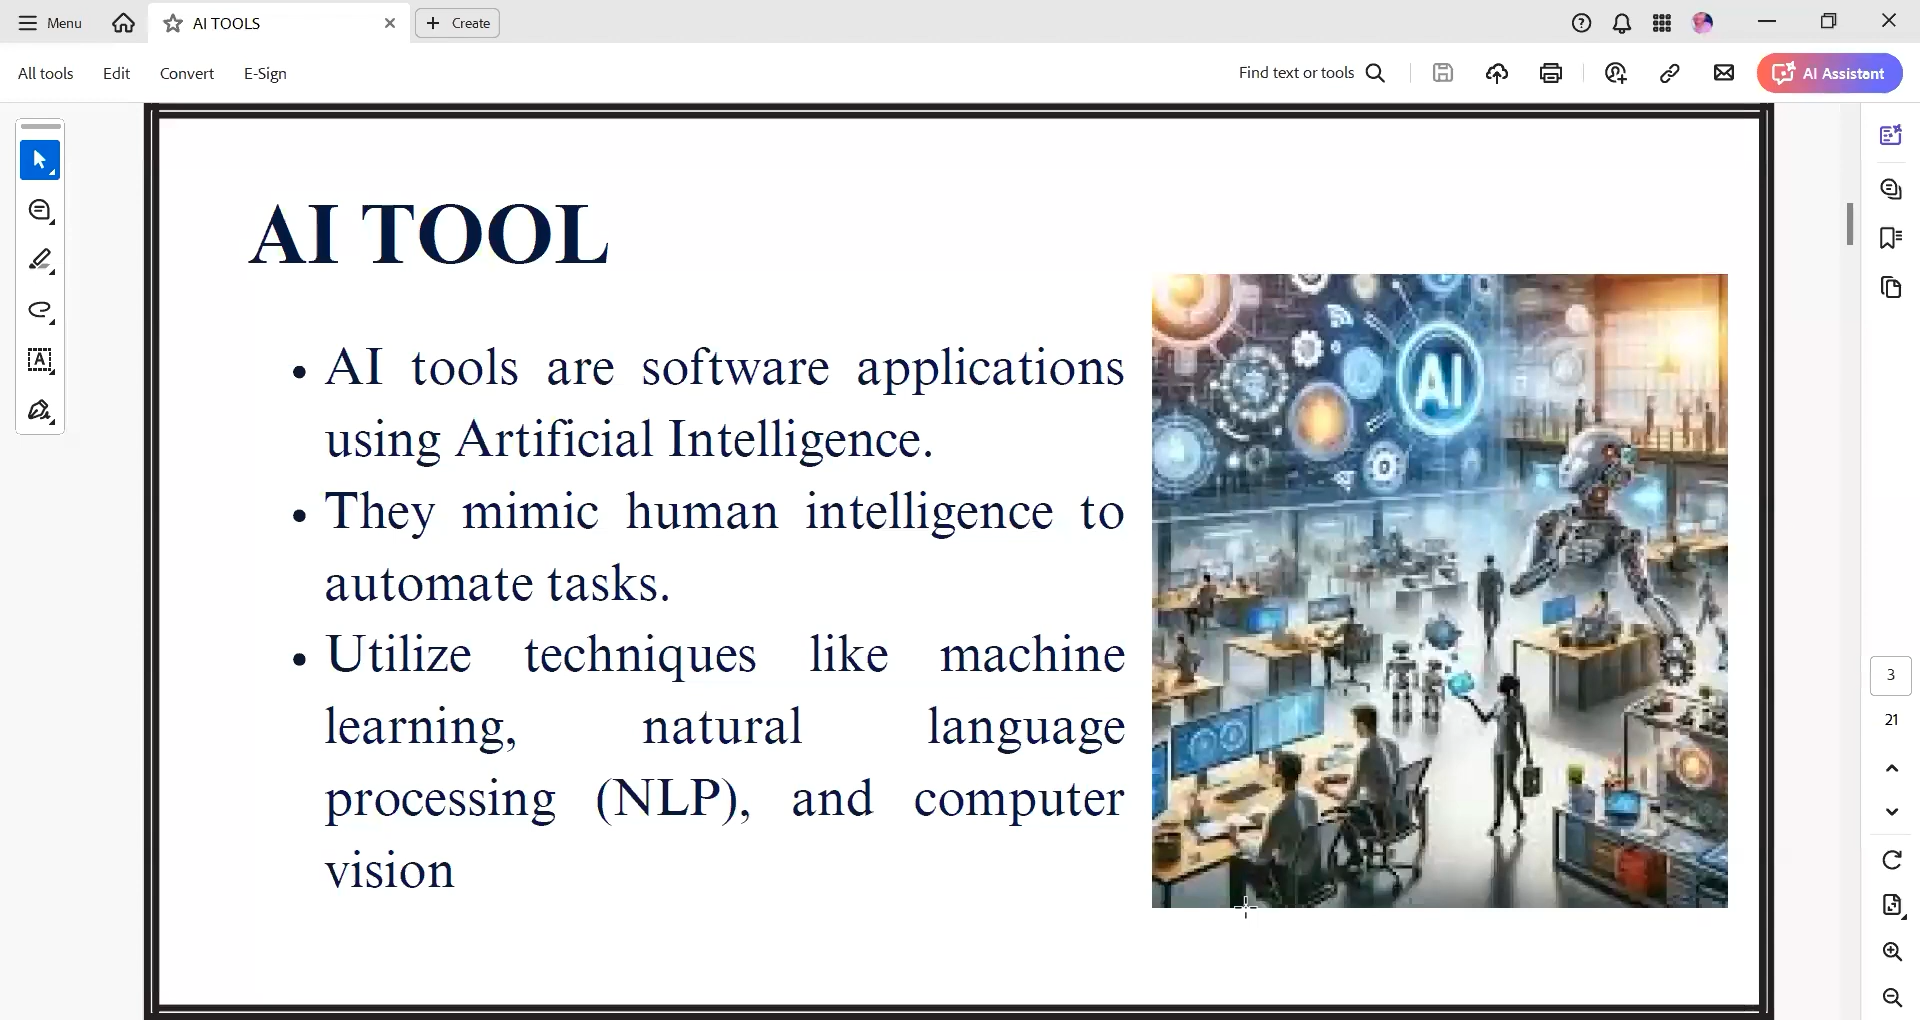 Menu
AI TOOLS
Create
All tools
Edit
Convert
E-Sign
Find text or tools
AI Assistant
AI TOOL
• AI tools are software applications
using Artificial Intelligence.
• They mimic human intelligence to
automate tasks.
• Utilize techniques like machine
learning, natural language
processing (NLP), and computer
vision
AI
3
21